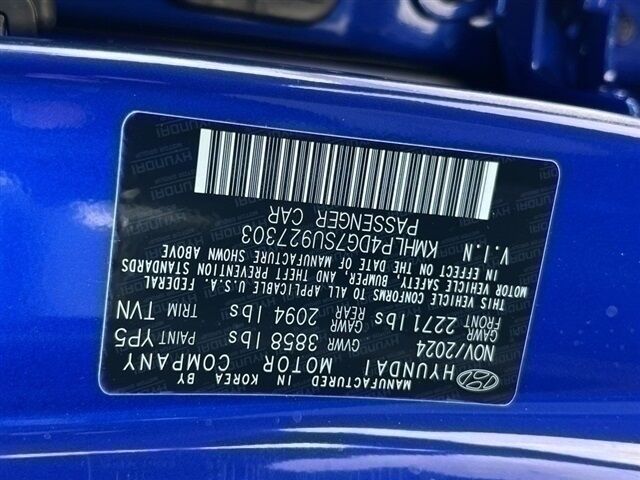 MANUFACTURED IN KOREA BY
HYUNDAI MOTOR COMPANY
NOV/2024 GVWR 3858 lbs PAINT YP5
GAWR FRONT 2271 lbs GAWR REAR 2094 lbs TRIM TVN
THIS VEHICLE CONFORMS TO ALL APPLICABLE U.S.A. FEDERAL
MOTOR VEHICLE SAFETY, BUMPER, AND THEFT PREVENTION STANDARDS
IN EFFECT ON THE DATE OF MANUFACTURE SHOWN ABOVE
V.I.N KMHLP4DG7SU927303
PASSENGER CAR